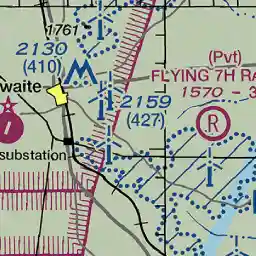 1761
2130
(410)
(Pvt)
FLYING 7H RA
1570 - 3
waite
2159
(427)
R
substation